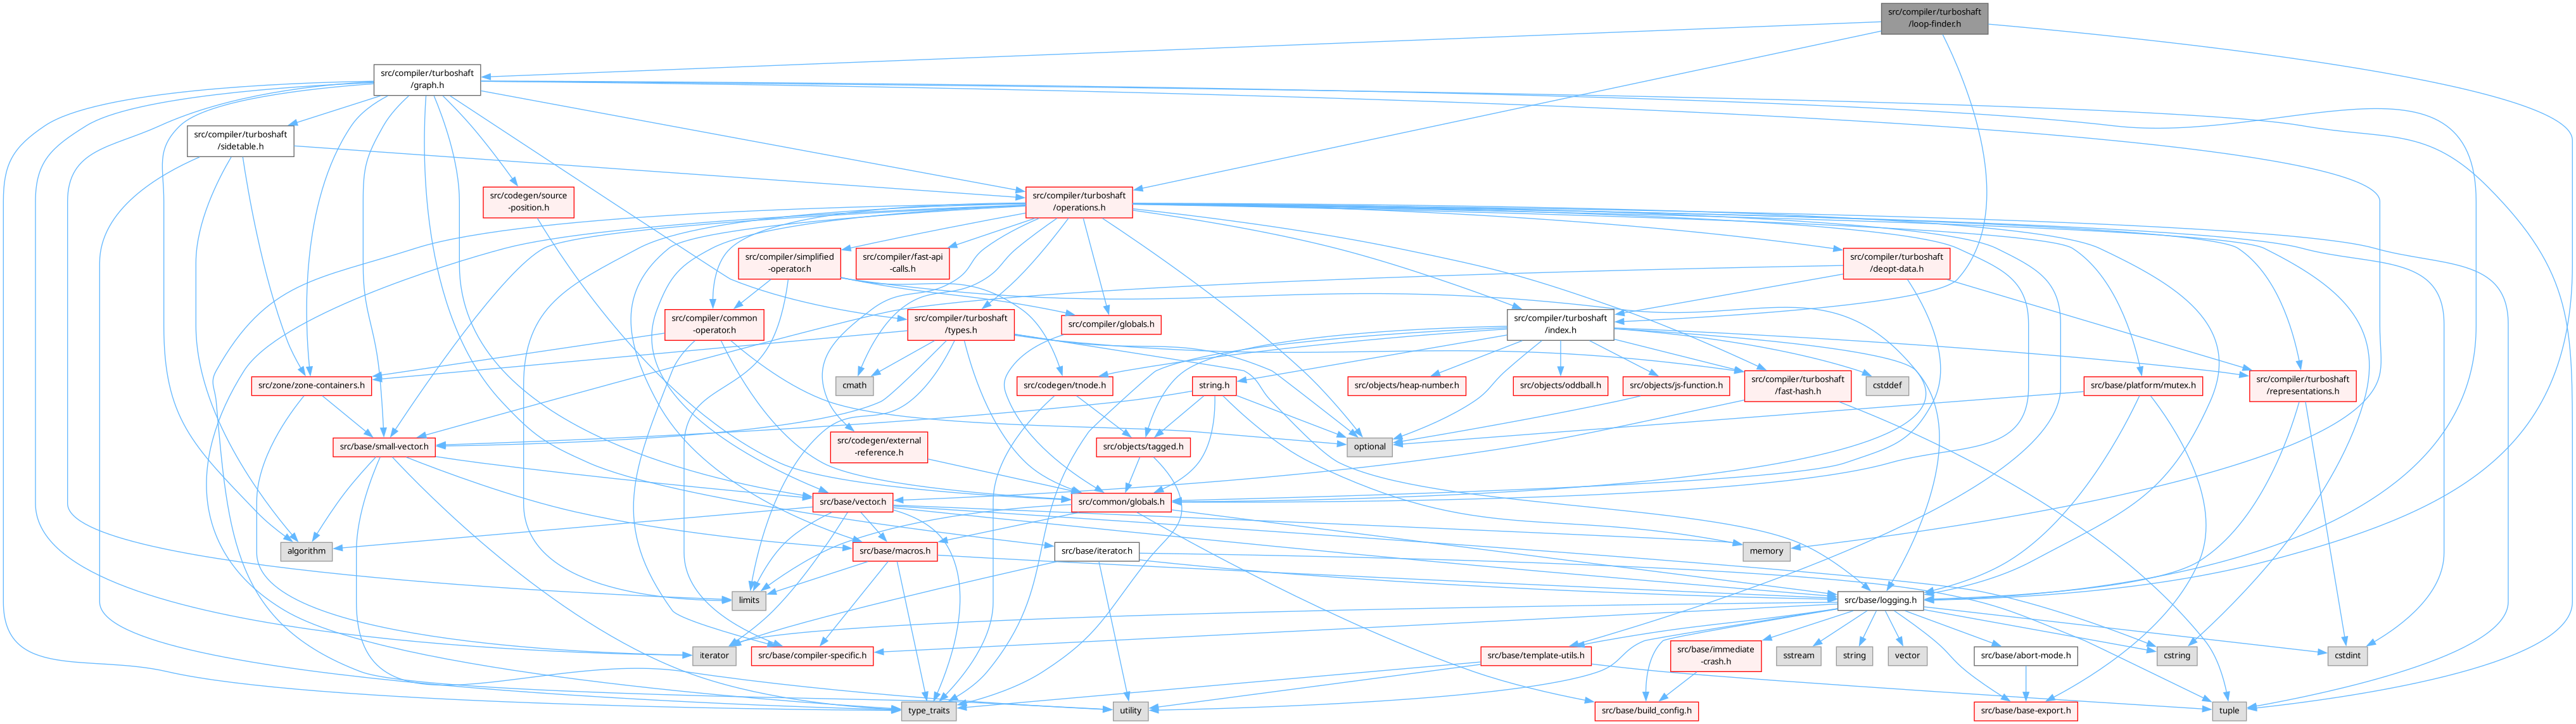 src/compiler/turboshaft
/loop-finder.h
src/compiler/turboshaft
/graph.h
src/compiler/turboshaft
/sidetable.h
src/codegen/source
-position.h
src/compiler/turboshaft
/operations.h
src/compiler/simplified
-operator.h
src/compiler/fast-api
-calls.h
src/compiler/turboshaft
/deopt-data.h
src/compiler/common
-operator.h
src/compiler/turboshaft
/types.h
src/compiler/globals.h
src/compiler/turboshaft
/index.h
src/zone/zone-containers.h
cmath
src/codegen/tnode.h
string.h
src/objects/heap-number.h
src/objects/oddball.h
src/objects/js-function.h
src/compiler/turboshaft
/fast-hash.h
cstddef
src/base/platform/mutex.h
src/compiler/turboshaft
/representations.h
src/base/small-vector.h
src/codegen/external
-reference.h
src/objects/tagged.h
optional
src/base/vector.h
src/common/globals.h
algorithm
src/base/macros.h
src/base/iterator.h
memory
limits
src/base/logging.h
iterator
src/base/compiler-specific.h
src/base/template-utils.h
src/base/immediate
-crash.h
sstream
string
vector
src/base/abort-mode.h
cstring
cstdint
type_traits
utility
src/base/build_config.h
src/base/base-export.h
tuple